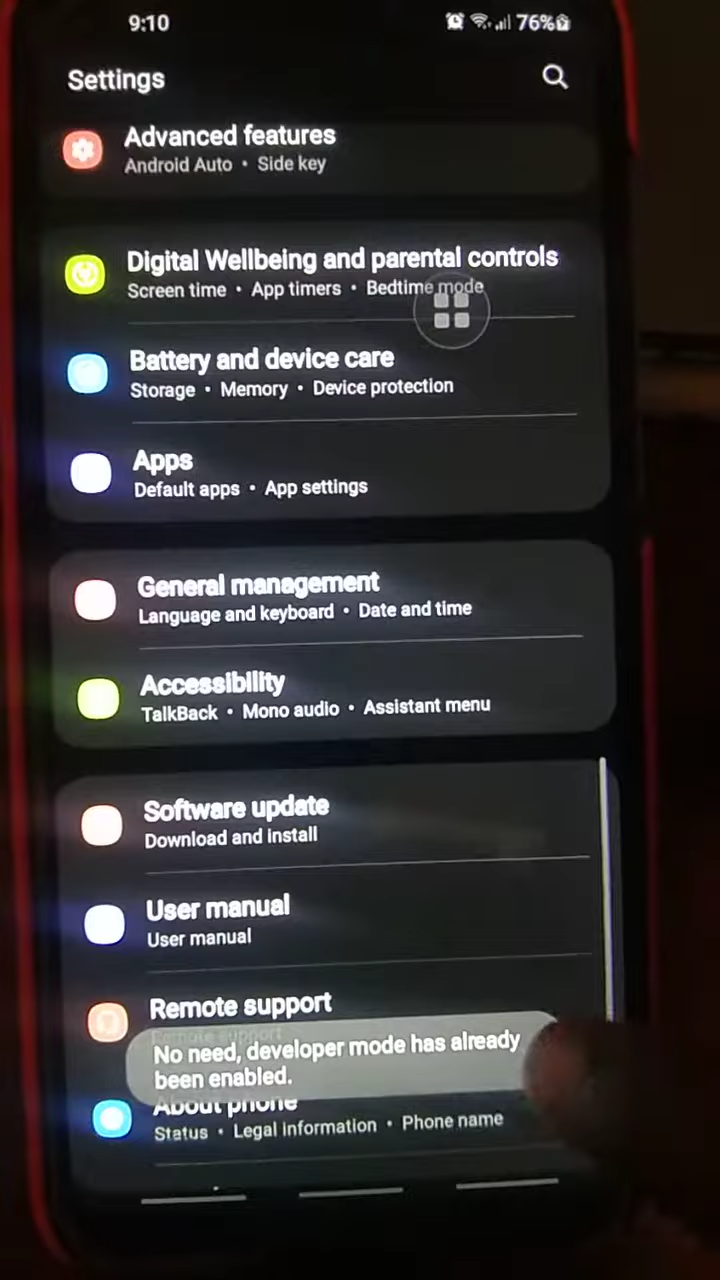 9:10
76%
Settings
Advanced features
Android Auto • Side key
Digital Wellbeing and parental controls
Screen time • App timers • Bedtime mode
Battery and device care
Storage • Memory • Device protection
Apps
Default apps • App settings
General management
Language and keyboard • Date and time
Accessibility
TalkBack • Mono audio • Assistant menu
Software update
Download and install
User manual
User manual
Remote support
Remote support
No need, developer mode has already
been enabled.
About phone
Status • Legal information • Phone name